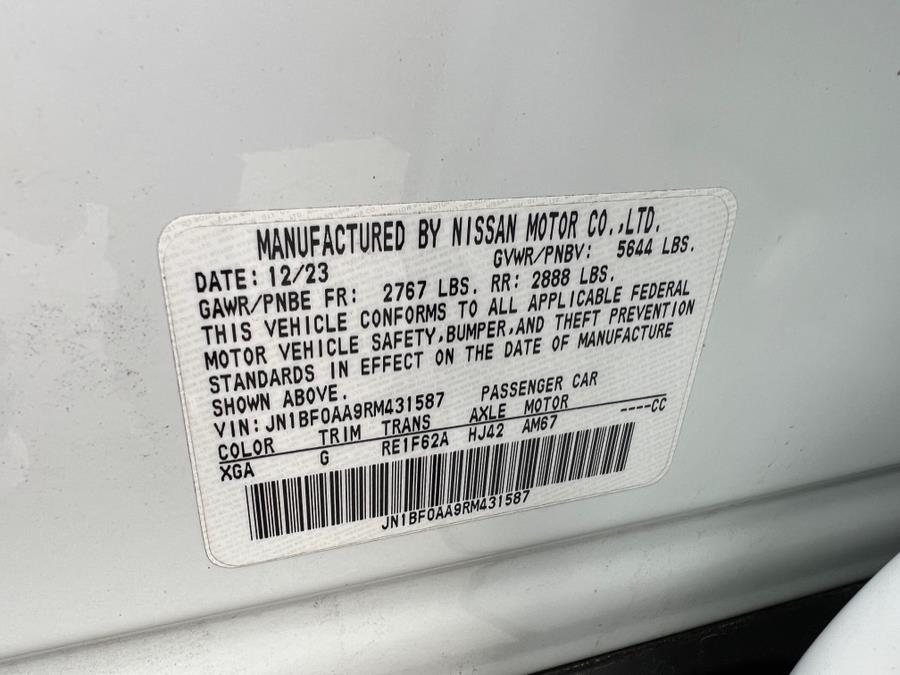 MANUFACTURED BY NISSAN MOTOR CO.,LTD.
DATE: 12/23 GVWR/PNBV: 5644 LBS.
GAWR/PNBE FR: 2767 LBS. RR: 2888 LBS.
THIS VEHICLE CONFORMS TO ALL APPLICABLE FEDERAL
MOTOR VEHICLE SAFETY,BUMPER,AND THEFT PREVENTION
STANDARDS IN EFFECT ON THE DATE OF MANUFACTURE
SHOWN ABOVE.
VIN: JN1BF0AA9RM431587 PASSENGER CAR
COLOR TRIM TRANS AXLE MOTOR ----CC
XGA G RE1F62A HJ42 AM67
JN1BF0AA9RM431587